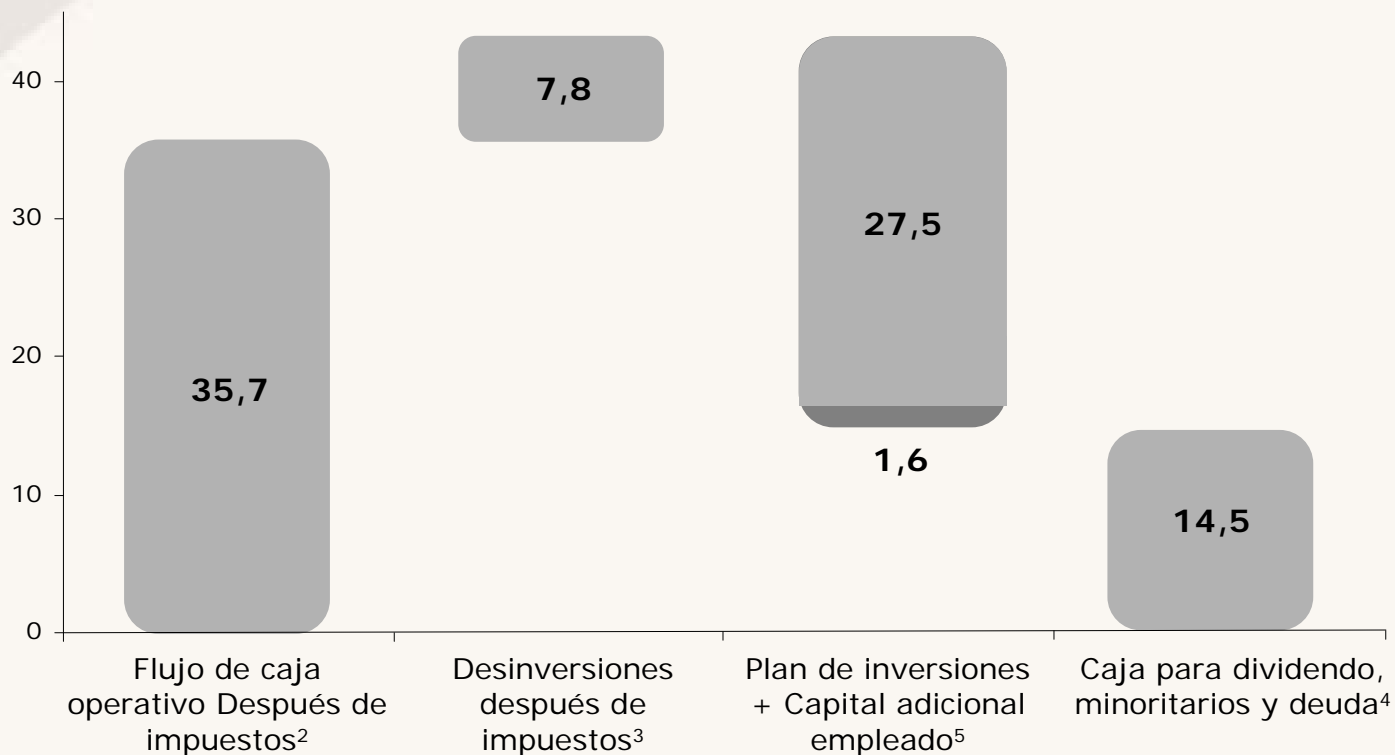 40
30
20
10
0
35,7
7,8
27,5
1,6
14,5
Flujo de caja
operativo Después de
impuestos²
Desinversiones
después de
impuestos³
Plan de inversiones
+ Capital adicional
empleado⁵
Caja para dividendo,
minoritarios y deuda⁴